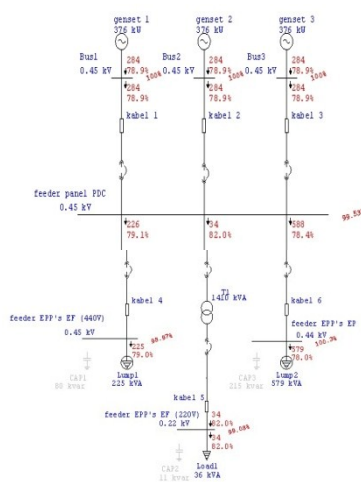 genset 1
376 kW
genset 2
376 kW
genset 3
376 kW
Bus1
0.45 kV
284
78.9%
100%
Bus2
0.45 kV
284
78.9%
100%
Bus3
0.45 kV
284
78.9%
100%
284
78.9%
284
78.9%
284
78.9%
kabel 1
kabel 2
kabel 3
feeder panel PDC
0.45 kV
226
79.1%
34
82.0%
588
78.4%
T1
1410 kVA
kabel 4
kabel 6
feeder EPP's EF (440V)
0.45 kV
feeder EPP's EP
0.44 kV
225
79.0%
579
78.0%
CAP1
80 kvar
Lump1
225 kVA
CAP3
215 kvar
Lump2
579 kVA
kabel 5
feeder EPP's EF (220V)
0.22 kV
34
82.0%
99.08%
34
82.0%
CAP2
11 kvar
Load1
36 kVA